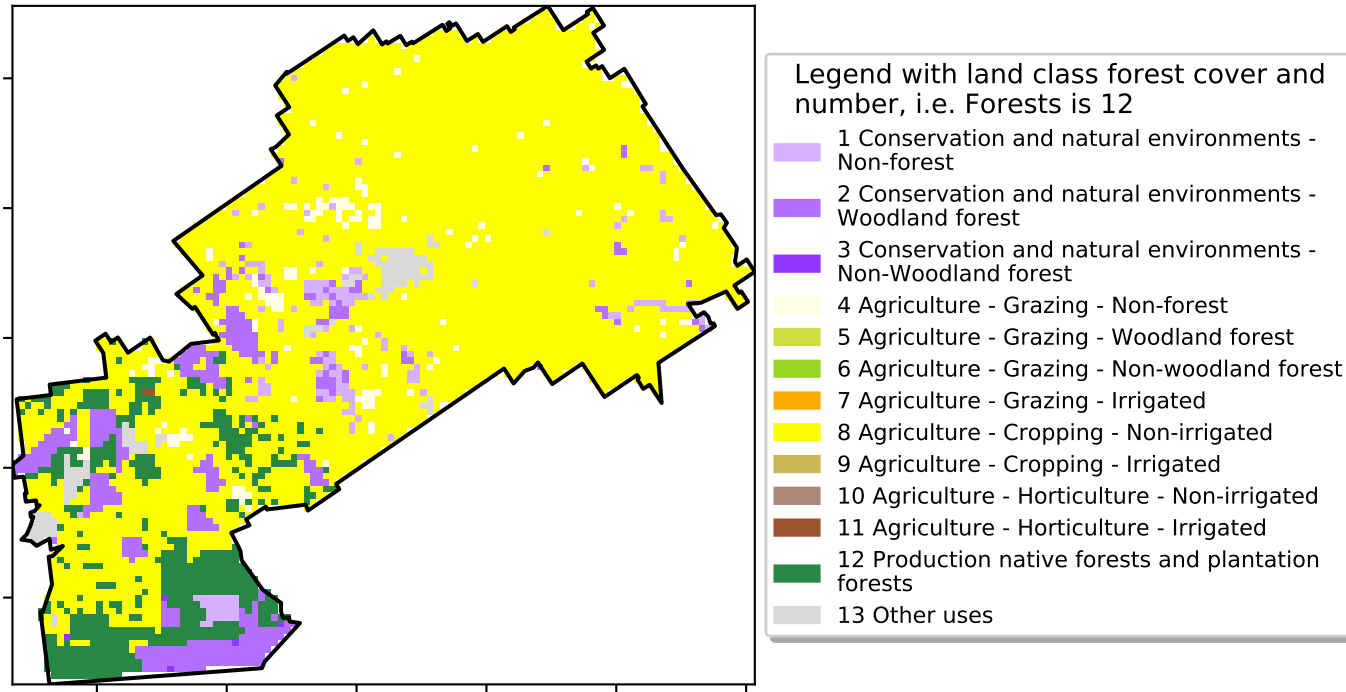 Legend with land class forest cover and
number, i.e. Forests is 12
1 Conservation and natural environments -
Non-forest
2 Conservation and natural environments -
Woodland forest
3 Conservation and natural environments -
Non-Woodland forest
4 Agriculture - Grazing - Non-forest
5 Agriculture - Grazing - Woodland forest
6 Agriculture - Grazing - Non-woodland forest
7 Agriculture - Grazing - Irrigated
8 Agriculture - Cropping - Non-irrigated
9 Agriculture - Cropping - Irrigated
10 Agriculture - Horticulture - Non-irrigated
11 Agriculture - Horticulture - Irrigated
12 Production native forests and plantation
forests
13 Other uses